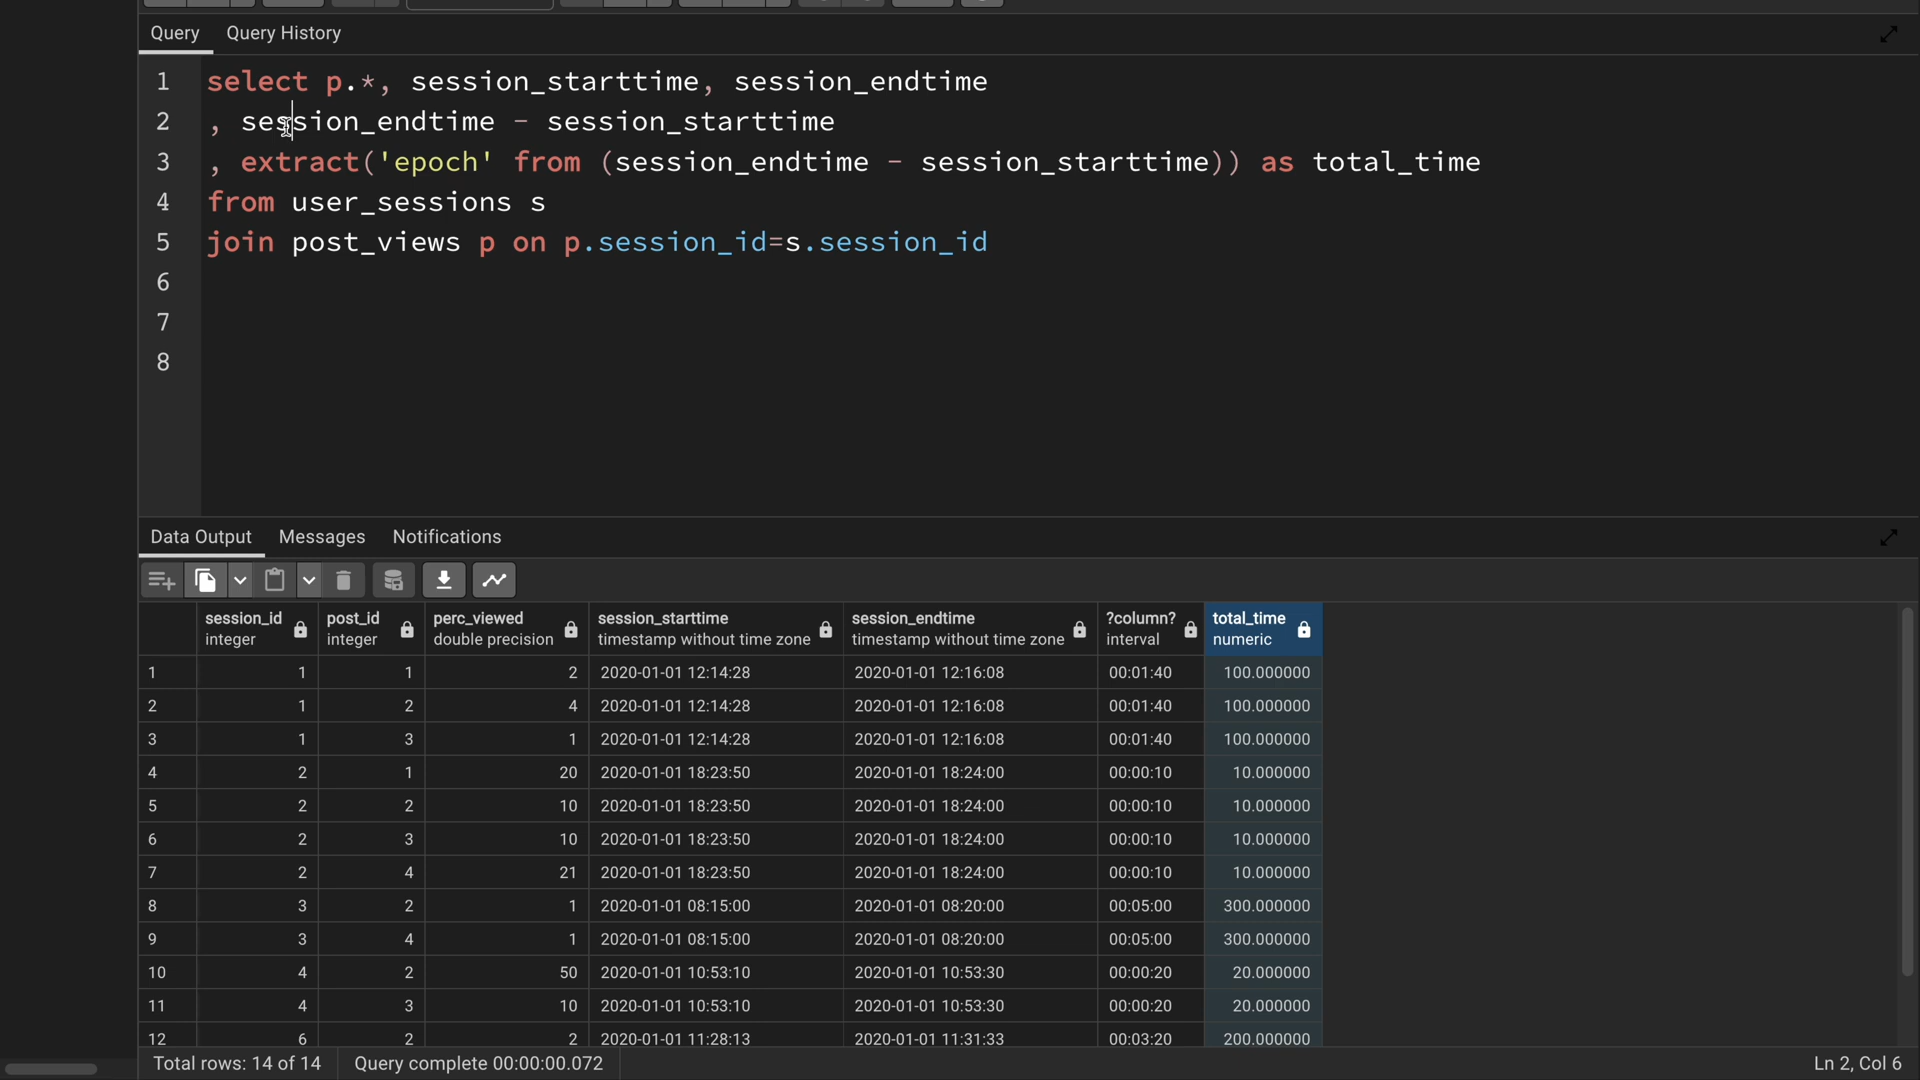 Query Query History
1 select p.*, session_starttime, session_endtime
2 , session_endtime - session_starttime
3 , extract('epoch' from (session_endtime - session_starttime)) as total_time
4 from user_sessions s
5 join post_views p on p.session_id=s.session_id
6
7
8
Data Output Messages Notifications
session_id post_id perc_viewed session_starttime session_endtime ?column? total_time
integer integer double precision timestamp without time zone timestamp without time zone interval numeric
1 1 1 2 2020-01-01 12:14:28 2020-01-01 12:16:08 00:01:40 100.000000
2 1 2 4 2020-01-01 12:14:28 2020-01-01 12:16:08 00:01:40 100.000000
3 1 3 1 2020-01-01 12:14:28 2020-01-01 12:16:08 00:01:40 100.000000
4 2 1 20 2020-01-01 18:23:50 2020-01-01 18:24:00 00:00:10 10.000000
5 2 2 10 2020-01-01 18:23:50 2020-01-01 18:24:00 00:00:10 10.000000
6 2 3 10 2020-01-01 18:23:50 2020-01-01 18:24:00 00:00:10 10.000000
7 2 4 21 2020-01-01 18:23:50 2020-01-01 18:24:00 00:00:10 10.000000
8 3 2 1 2020-01-01 08:15:00 2020-01-01 08:20:00 00:05:00 300.000000
9 3 4 1 2020-01-01 08:15:00 2020-01-01 08:20:00 00:05:00 300.000000
10 4 2 50 2020-01-01 10:53:10 2020-01-01 10:53:30 00:00:20 20.000000
11 4 3 10 2020-01-01 10:53:10 2020-01-01 10:53:30 00:00:20 20.000000
12 6 2 2 2020-01-01 11:28:13 2020-01-01 11:31:33 00:03:20 200.000000
Total rows: 14 of 14 Query complete 00:00:00.072 Ln 2, Col 6